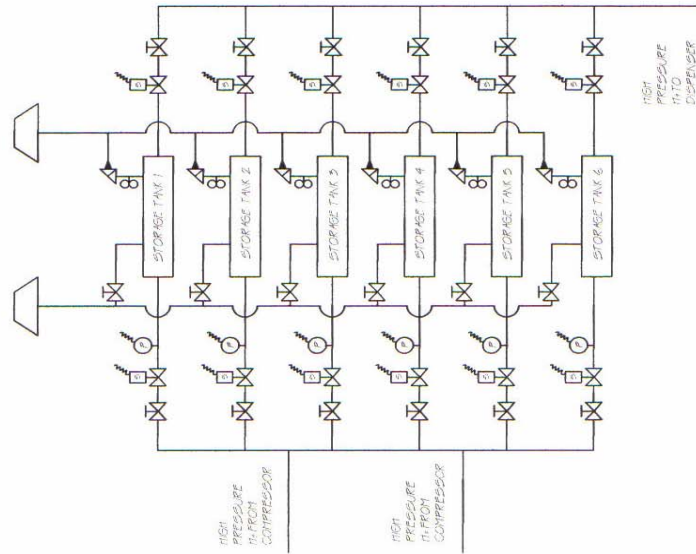 S
S
S
S
S
S
HIGH
PRESSURE
H₂ TO
DISPENSER
STORAGE TANK 1
STORAGE TANK 2
STORAGE TANK 3
STORAGE TANK 4
STORAGE TANK 5
STORAGE TANK 6
P
P
P
P
P
P
S
S
S
S
S
S
HIGH
PRESSURE
H₂ FROM
COMPRESSOR
HIGH
PRESSURE
H₂ FROM
COMPRESSOR